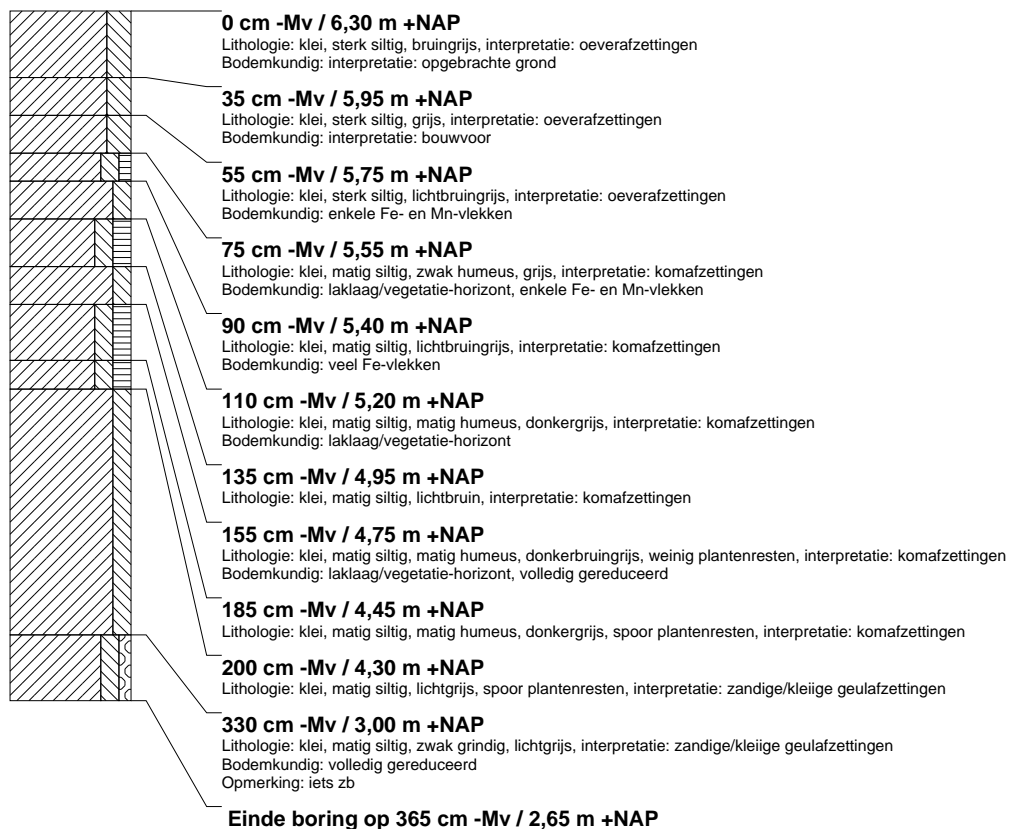 0 cm -Mv / 6,30 m +NAP
Lithologie: klei, sterk siltig, bruingrijs, interpretatie: oeverafzettingen
Bodemkundig: interpretatie: opgebrachte grond
35 cm -Mv / 5,95 m +NAP
Lithologie: klei, sterk siltig, grijs, interpretatie: oeverafzettingen
Bodemkundig: interpretatie: bouwvoor
55 cm -Mv / 5,75 m +NAP
Lithologie: klei, sterk siltig, lichtbruingrijs, interpretatie: oeverafzettingen
Bodemkundig: enkele Fe- en Mn-vlekken
75 cm -Mv / 5,55 m +NAP
Lithologie: klei, matig siltig, zwak humeus, grijs, interpretatie: komafzettingen
Bodemkundig: laklaag/vegetatie-horizont, enkele Fe- en Mn-vlekken
90 cm -Mv / 5,40 m +NAP
Lithologie: klei, matig siltig, lichtbruingrijs, interpretatie: komafzettingen
Bodemkundig: veel Fe-vlekken
110 cm -Mv / 5,20 m +NAP
Lithologie: klei, matig siltig, matig humeus, donkergrijs, interpretatie: komafzettingen
Bodemkundig: laklaag/vegetatie-horizont
135 cm -Mv / 4,95 m +NAP
Lithologie: klei, matig siltig, lichtbruin, interpretatie: komafzettingen
155 cm -Mv / 4,75 m +NAP
Lithologie: klei, matig siltig, matig humeus, donkerbruingrijs, weinig plantenresten, interpretatie: komafzettingen
Bodemkundig: laklaag/vegetatie-horizont, volledig gereduceerd
185 cm -Mv / 4,45 m +NAP
Lithologie: klei, matig siltig, matig humeus, donkergrijs, spoor plantenresten, interpretatie: komafzettingen
200 cm -Mv / 4,30 m +NAP
Lithologie: klei, matig siltig, lichtgrijs, spoor plantenresten, interpretatie: zandige/kleiige geulafzettingen
330 cm -Mv / 3,00 m +NAP
Lithologie: klei, matig siltig, zwak grindig, lichtgrijs, interpretatie: zandige/kleiige geulafzettingen
Bodemkundig: volledig gereduceerd
Opmerking: iets zb
Einde boring op 365 cm -Mv / 2,65 m +NAP